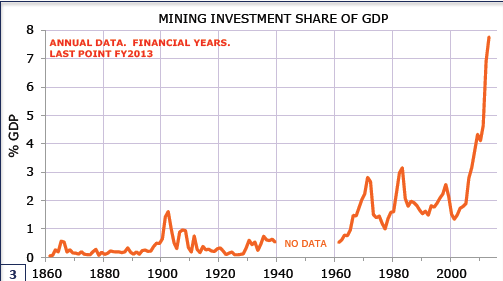 MINING INVESTMENT SHARE OF GDP
8
ANNUAL DATA. FINANCIAL YEARS.
LAST POINT FY2013
7
6
5
% GDP
4
3
2
1
NO DATA
0
3
1860 1880 1900 1920 1940 1960 1980 2000